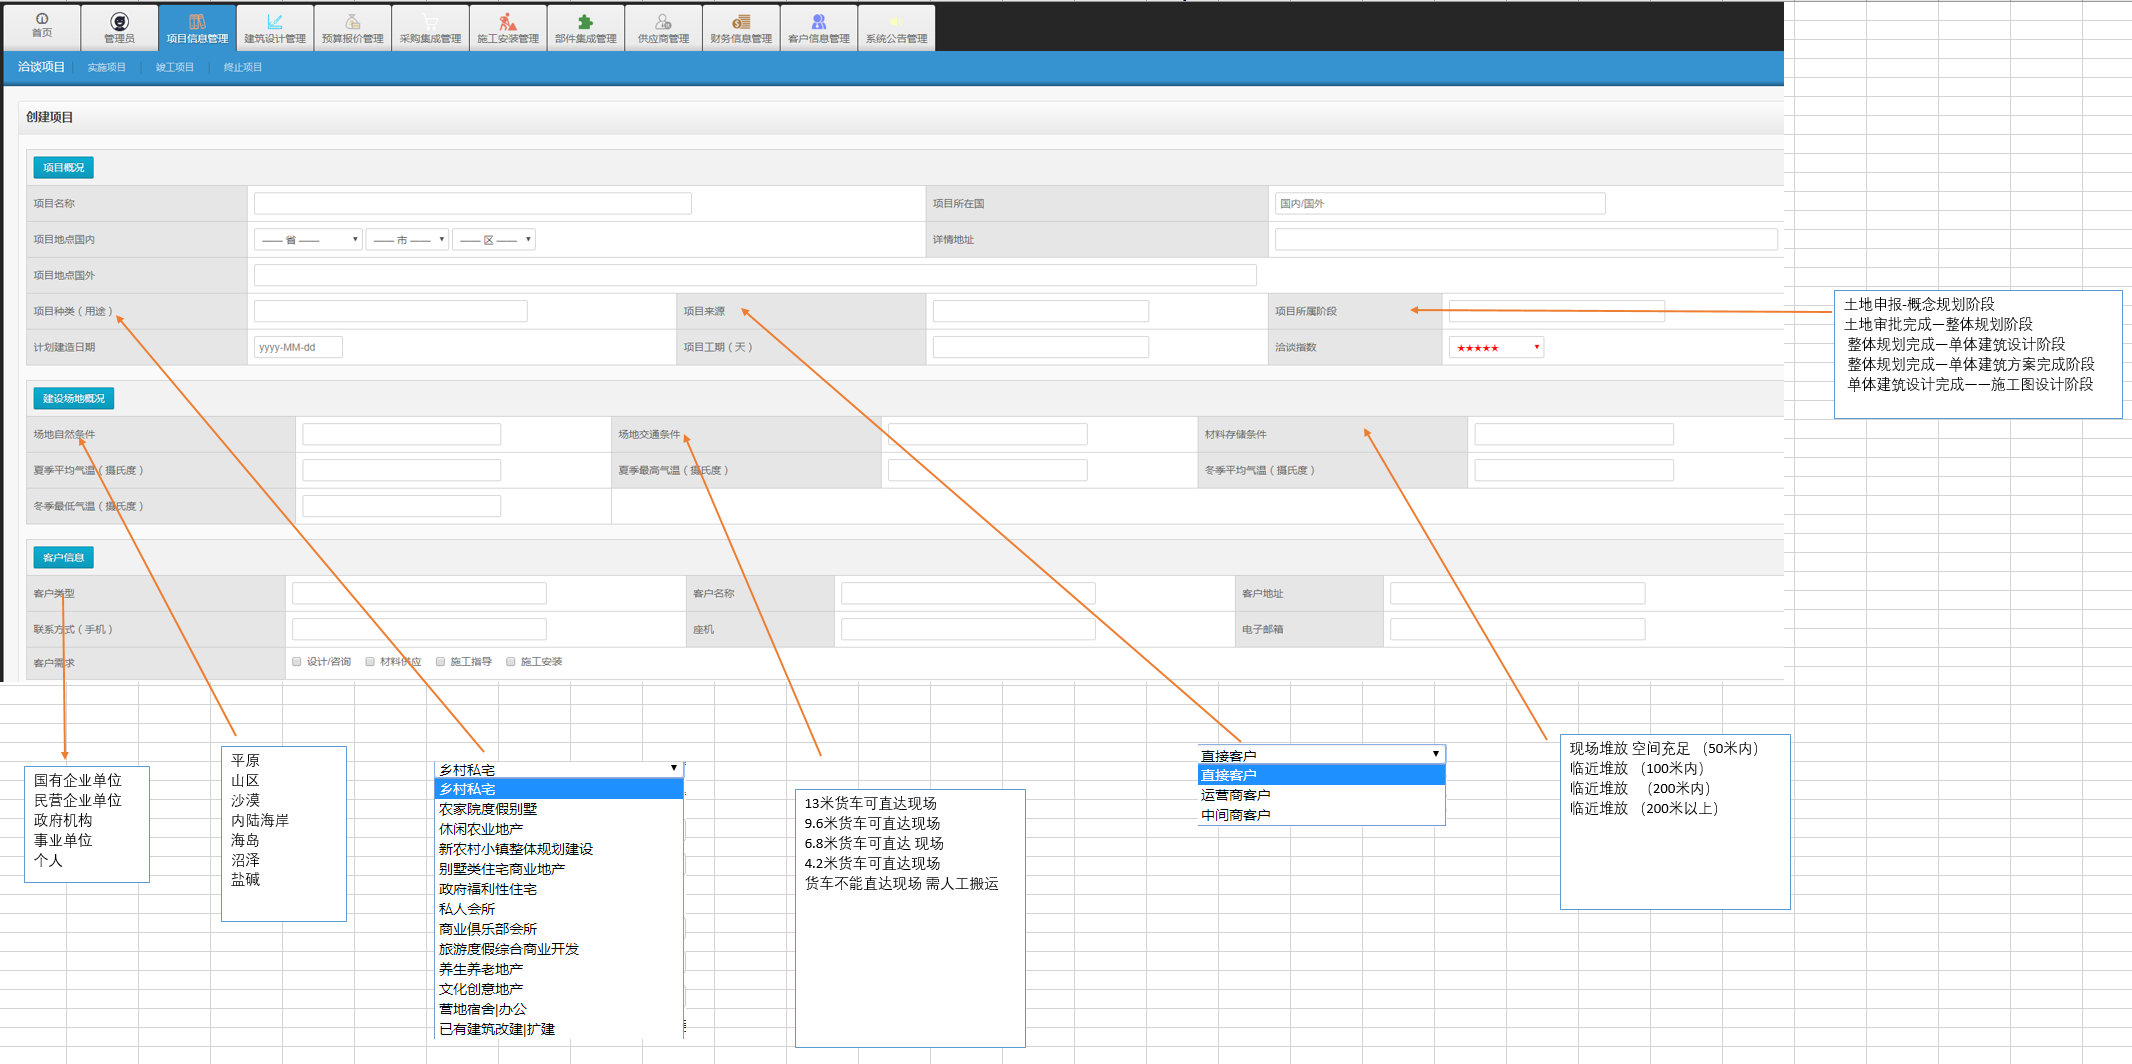 首页
管理员
项目信息管理
建筑设计管理
预算报价管理
采购集成管理
施工安装管理
部件集成管理
供应商管理
财务信息管理
客户信息管理
系统公告管理
洽谈项目
实施项目
竣工项目
终止项目
创建项目
项目概况
项目名称
项目所在国
国内/国外
项目地点国内
—— 省 ——
—— 市 ——
—— 区 ——
详情地址
项目地点国外
项目种类（用途）
项目来源
项目所属阶段
计划建造日期
yyyy-MM-dd
项目工期（天）
洽谈指数
★★★★★
建设场地概况
场地自然条件
场地交通条件
材料存储条件
夏季平均气温（摄氏度）
夏季最高气温（摄氏度）
冬季平均气温（摄氏度）
冬季最低气温（摄氏度）
客户信息
客户类型
客户名称
客户地址
联系方式（手机）
座机
电子邮箱
客户需求
设计/咨询
材料供应
施工指导
施工安装
土地申报-概念规划阶段
土地审批完成—整体规划阶段
整体规划完成—单体建筑设计阶段
整体规划完成—单体建筑方案完成阶段
单体建筑设计完成——施工图设计阶段
国有企业单位
民营企业单位
政府机构
事业单位
个人
平原
山区
沙漠
内陆海岸
海岛
沼泽
盐碱
乡村私宅
乡村私宅
农家院度假别墅
休闲农业地产
新农村小镇整体规划建设
别墅类住宅商业地产
政府福利性住宅
私人会所
商业俱乐部会所
旅游度假综合商业开发
养生养老地产
文化创意地产
营地宿舍|办公
已有建筑改建|扩建
13米货车可直达现场
9.6米货车可直达现场
6.8米货车可直达 现场
4.2米货车可直达现场
货车不能直达现场 需人工搬运
直接客户
直接客户
运营商客户
中间商客户
现场堆放 空间充足 （50米内）
临近堆放 （100米内）
临近堆放 （200米内）
临近堆放 （200米以上）